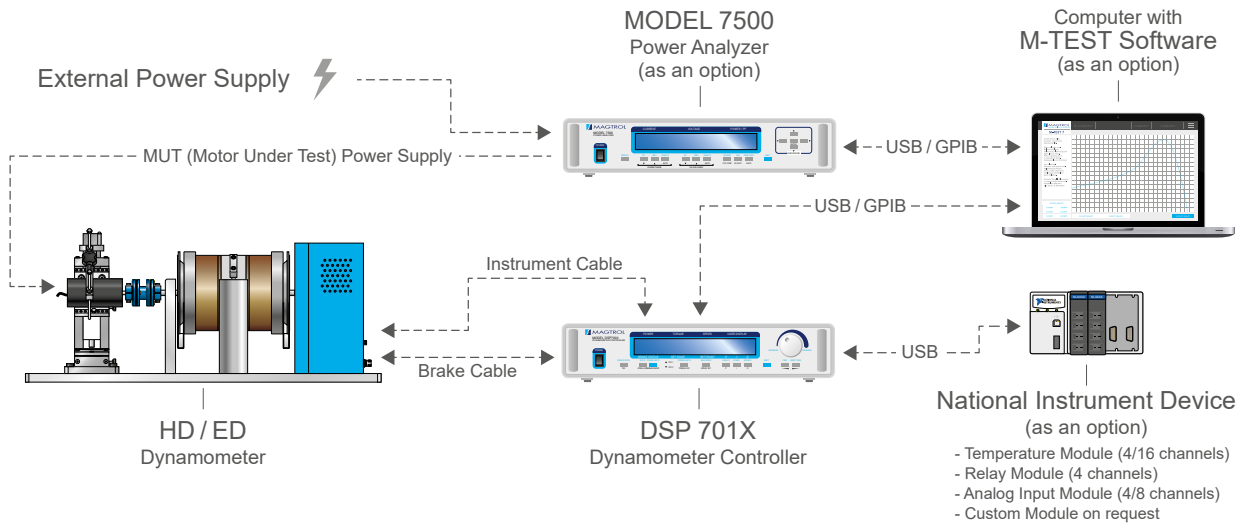 MODEL 7500
Power Analyzer
(as an option)
Computer with
M-TEST Software
(as an option)
External Power Supply
MAGTROL
MUT (Motor Under Test) Power Supply
USB / GPIB
USB / GPIB
Instrument Cable
Brake Cable
MAGTROL
USB
HD / ED
Dynamometer
DSP 701X
Dynamometer Controller
National Instrument Device
(as an option)
- Temperature Module (4/16 channels)
- Relay Module (4 channels)
- Analog Input Module (4/8 channels)
- Custom Module on request